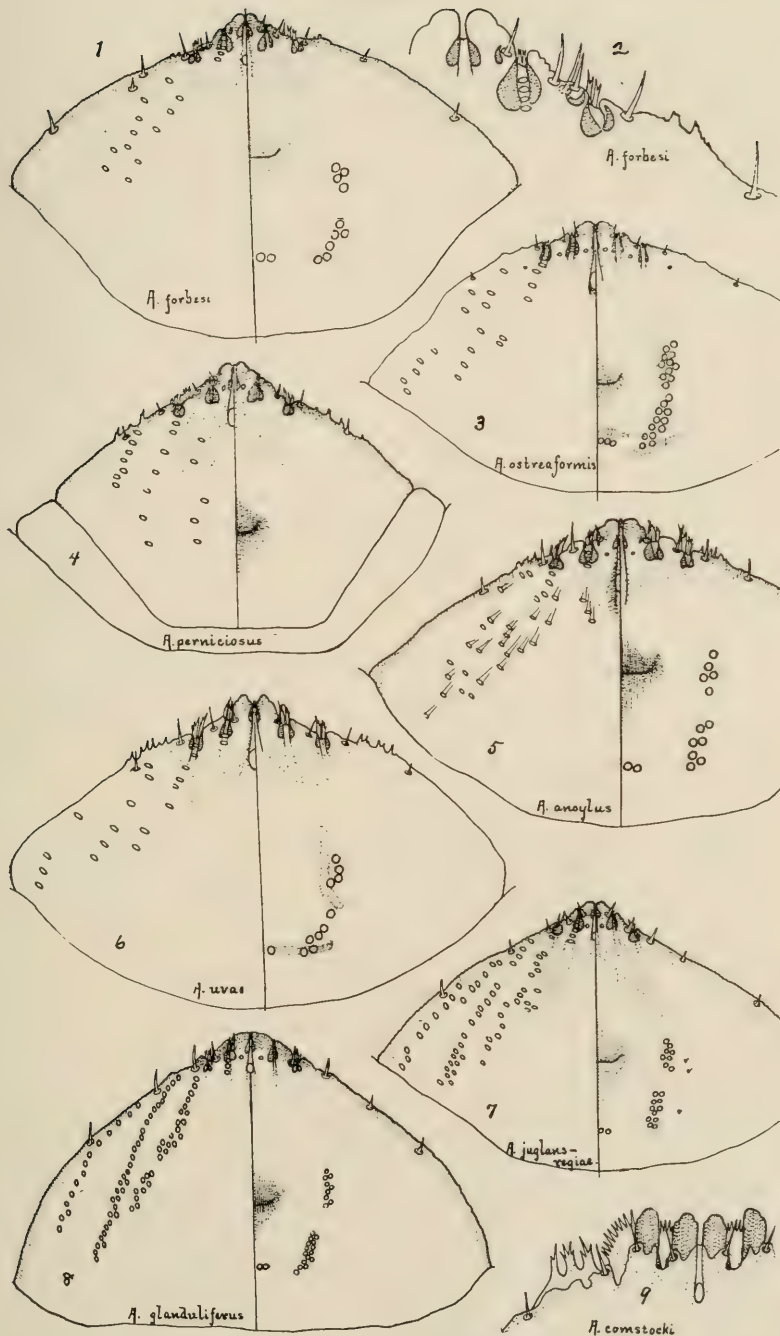 1
2
A. forbesi
A. forbesi
3
A. ostreaformis
4
A. perniciosus
5
A. ancylus
6
A. uvae
7
A. juglans-
regiae
8
A. glanduliferus
9
A. comstocki